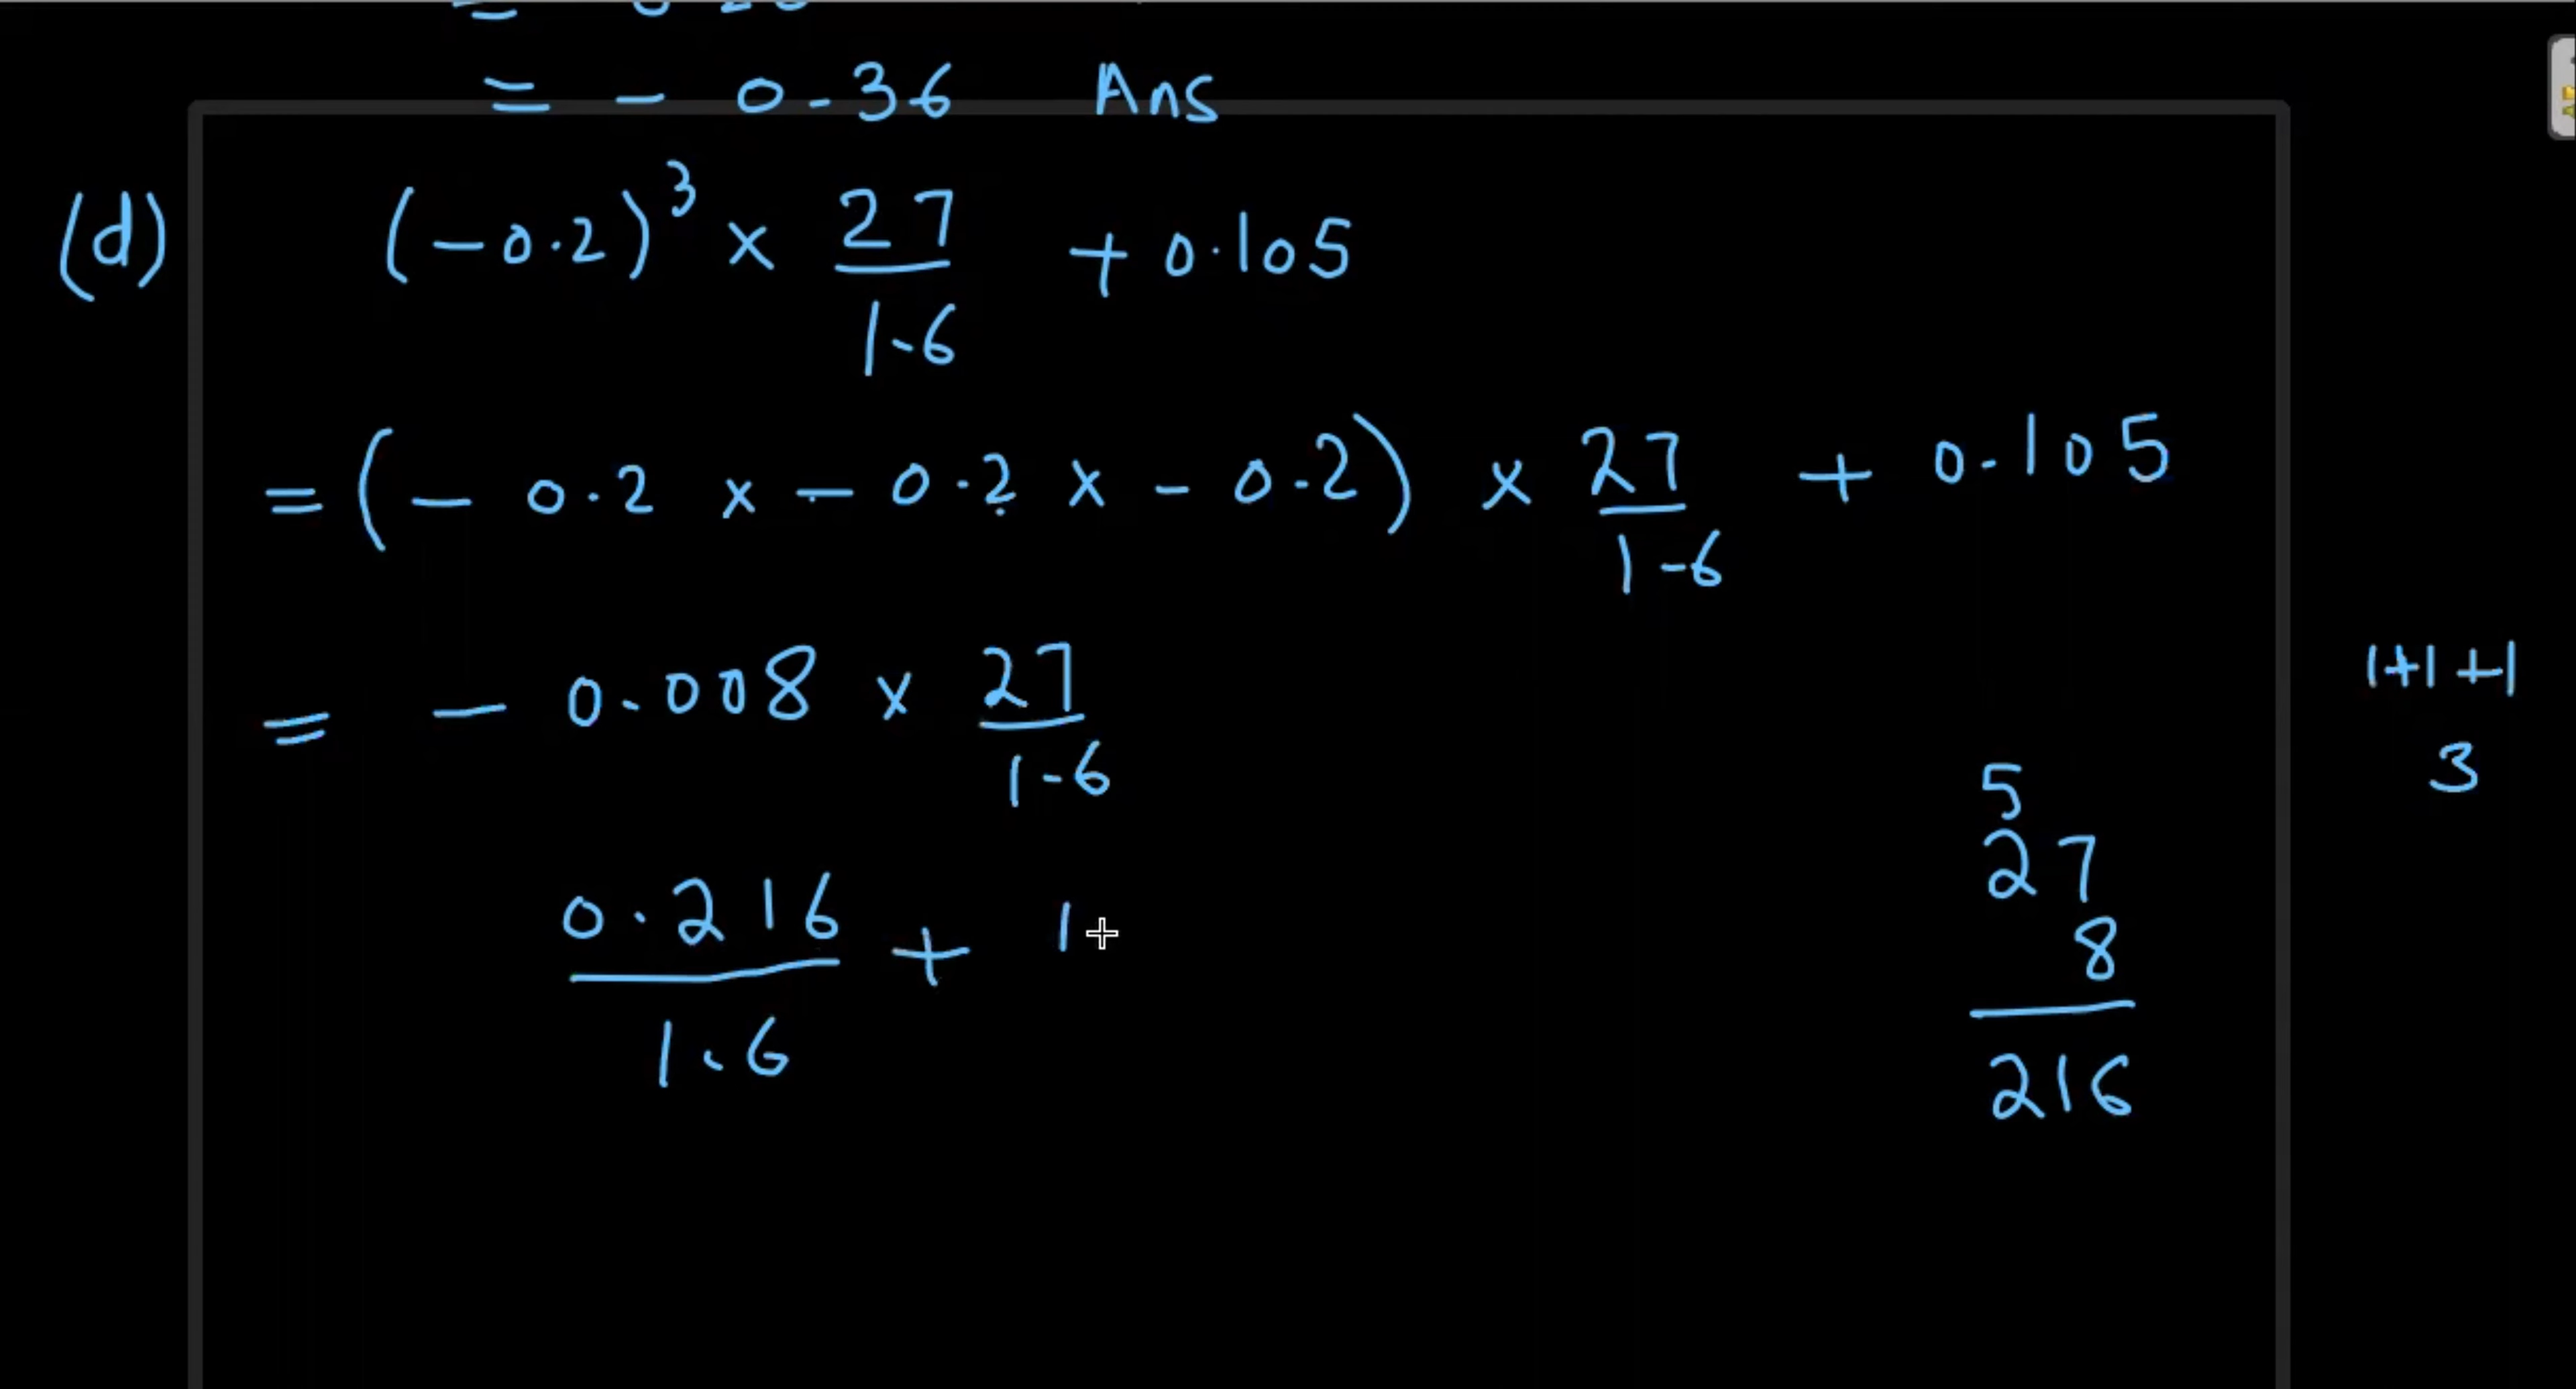 = - 0.36 Ans
(d) (-0.2)³ × 27/1.6 + 0.105
= (- 0.2 × - 0.2 × - 0.2) × 27/1.6 + 0.105
= - 0.008 × 27/1.6
1+1+1
3
0.216/1.6 + 1
5
27
8
216